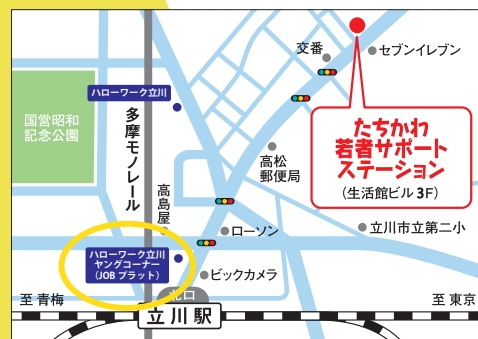 交番
セブンイレブン
ハローワーク立川
国営昭和
記念公園
多摩モノレール
たちかわ
若者サポート
ステーション
(生活館ビル3F)
高松
郵便局
高島屋
ローソン
立川市立第二小
ハローワーク立川
ヤングコーナー
(JOBプラット)
ビックカメラ
至 青梅
北口
至 東京
立川駅